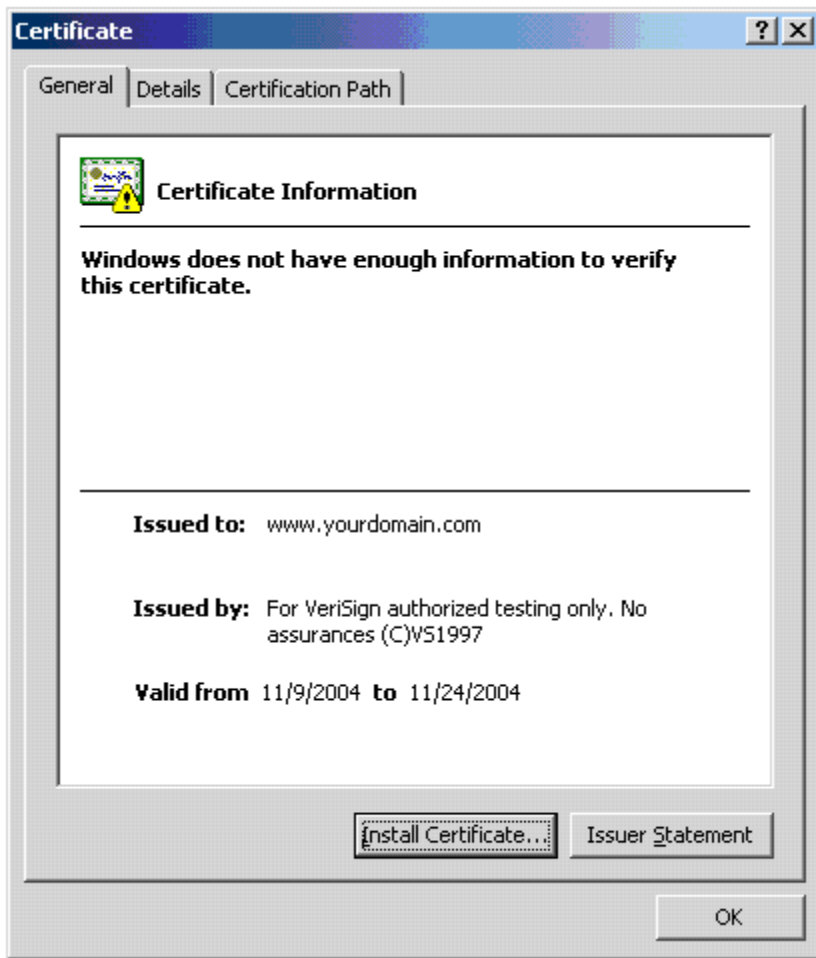 Certificate
General Details Certification Path
Certificate Information
Windows does not have enough information to verify
this certificate.
Issued to: www.yourdomain.com
Issued by: For VeriSign authorized testing only. No
assurances (C)VS1997
Valid from 11/9/2004 to 11/24/2004
Install Certificate... Issuer Statement
OK